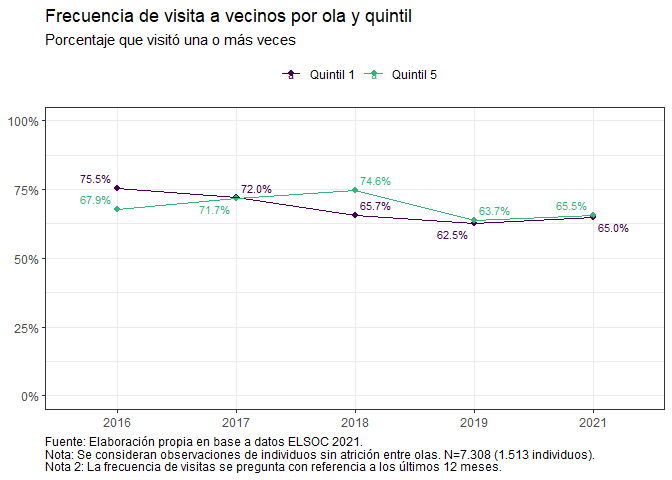 Frecuencia de visita a vecinos por ola y quintil
Porcentaje que visitó una o más veces
Quintil 1 Quintil 5
100%
75%
50%
25%
0%
75.5%
67.9%
72.0%
71.7%
74.6%
65.7%
63.7%
62.5%
65.5%
65.0%
2016 2017 2018 2019 2021
Fuente: Elaboración propia en base a datos ELSOC 2021.
Nota: Se consideran observaciones de individuos sin atrición entre olas. N=7.308 (1.513 individuos).
Nota 2: La frecuencia de visitas se pregunta con referencia a los últimos 12 meses.